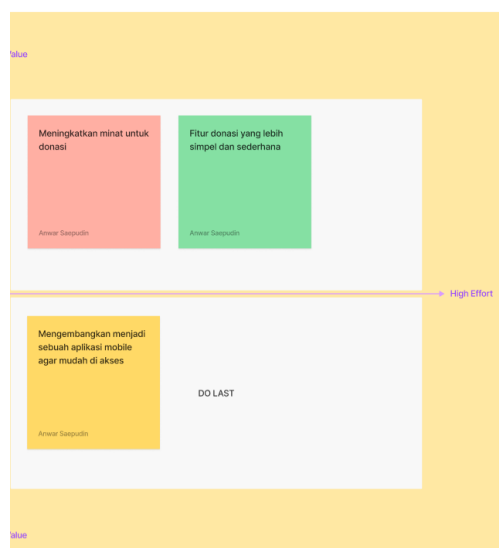 Value
Meningkatkan minat untuk
donasi
Anwar Saepudin
Fitur donasi yang lebih
simpel dan sederhana
Anwar Saepudin
High Effort
Mengembangkan menjadi
sebuah aplikasi mobile
agar mudah di akses
Anwar Saepudin
DO LAST
Value